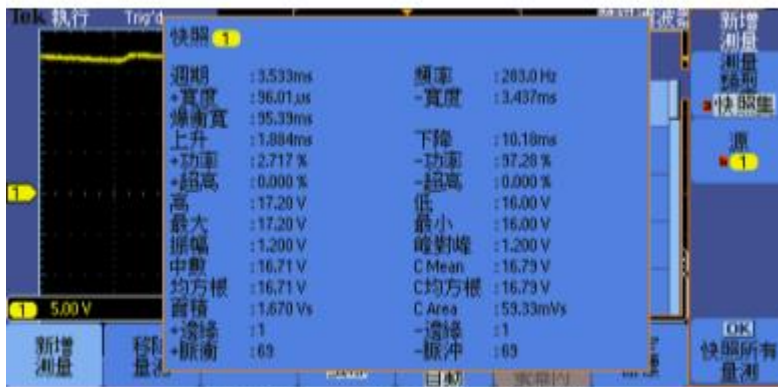 Tek 執行 Trig'd
快照 1
週期 :3.533ms 頻率 :283.0 Hz
+寬度 :96.01µs -寬度 :3.437ms
爆衝寬 :95.39ms
上升 :1.884ms 下降 :10.18ms
+功率 :2.717 % -功率 :97.28 %
+超高 :0.000 % -超高 :0.000 %
高 :17.20 V 低 :16.00 V
最大 :17.20 V 最小 :16.00 V
振幅 :1.200 V 峰對峰 :1.200 V
中數 :16.71 V C Mean :16.79 V
均方根 :16.71 V C均方根 :16.79 V
面積 :1.670 Vs C Area :59.33mVs
+邊緣 :1 -邊緣 :1
+脈衝 :69 -脈沖 :69
新增
測量
測量
類型
快照集
源
1
1
1 5.00 V
新增
測量
移除
自動
OK
快照所有
量測